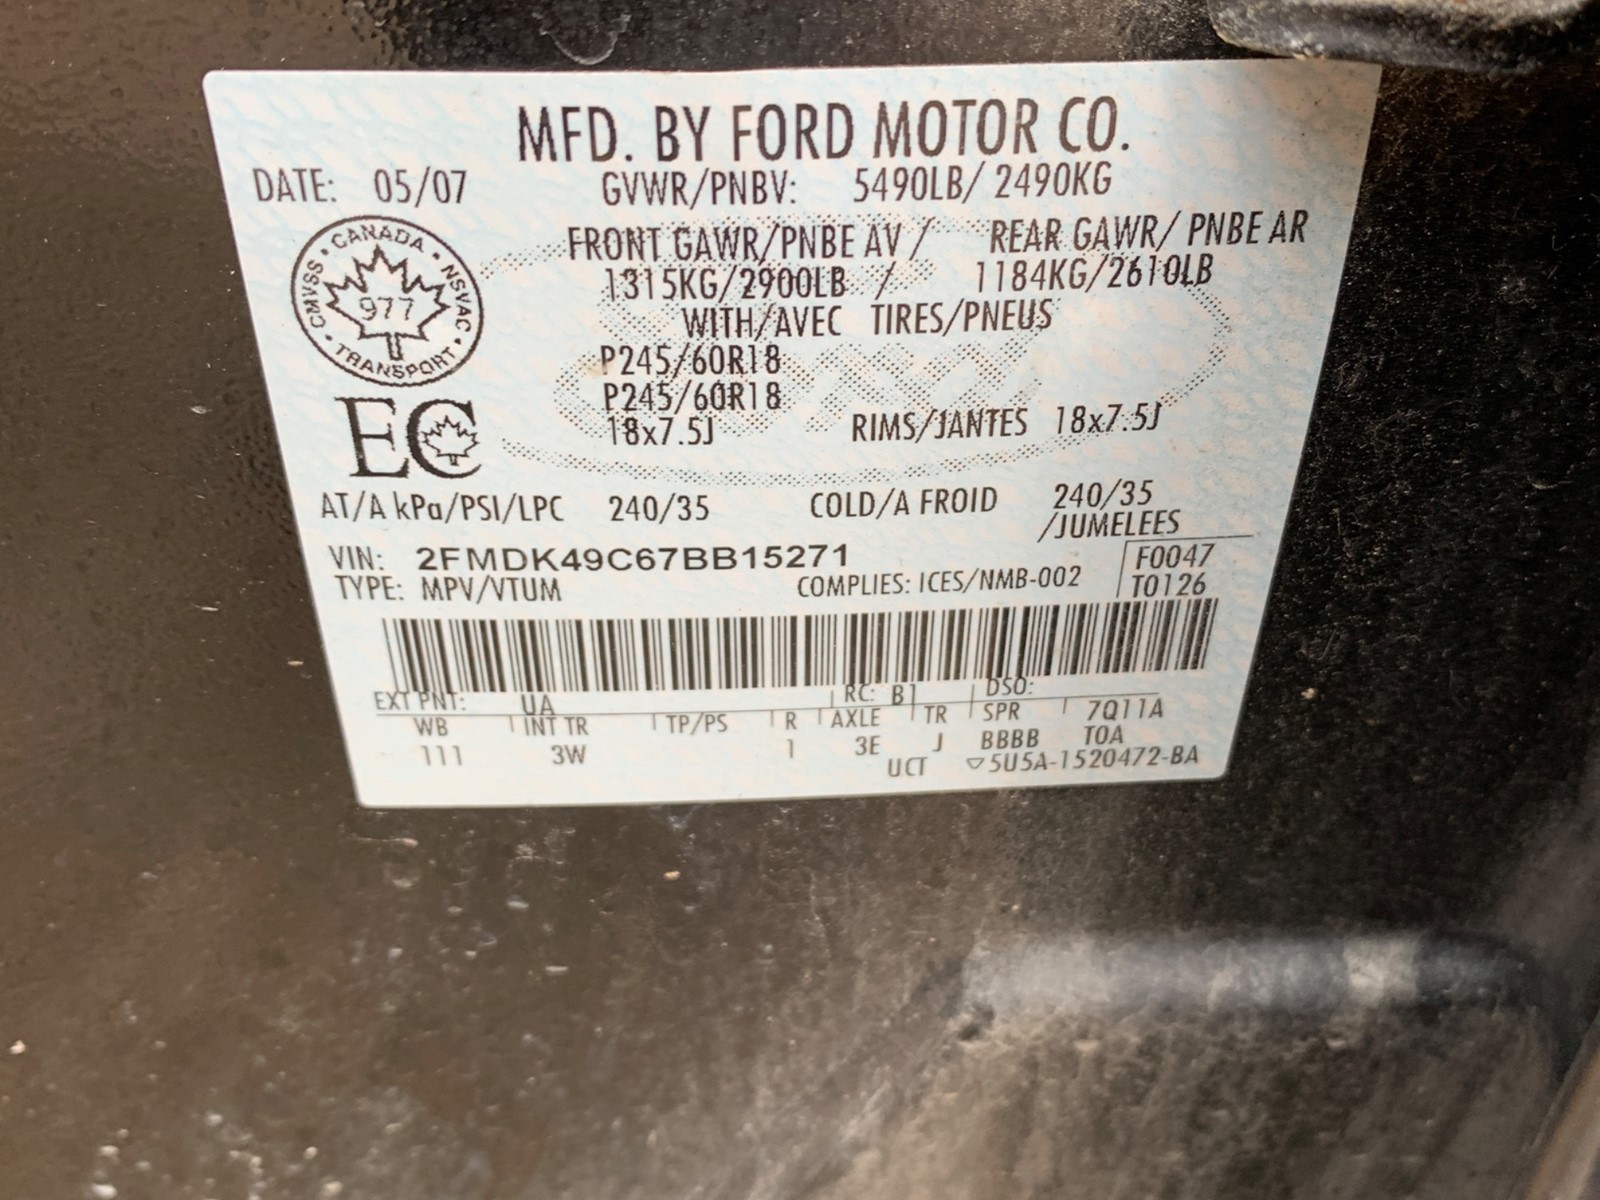 MFD. BY FORD MOTOR CO.
DATE: 05/07 GVWR/PNBV: 5490LB/ 2490KG
FRONT GAWR/PNBE AV / REAR GAWR/ PNBE AR
1315KG/2900LB / 1184KG/2610LB
WITH/AVEC TIRES/PNEUS
P245/60R18
P245/60R18
18x7.5J RIMS/JANTES 18x7.5J
CANADA · NSVAC · TRANSPORT · CMVSS ·
977
EC
AT/A kPa/PSI/LPC 240/35 COLD/A FROID 240/35
/JUMELEES
VIN: 2FMDK49C67BB15271 F0047
TYPE: MPV/VTUM COMPLIES: ICES/NMB-002 T0126
EXT PNT: UA RC: B1 DSO:
WB INT TR TP/PS R AXLE TR SPR 7Q11A
111 3W 1 3E J BBBB T0A
UCT ▽5U5A-1520472-BA